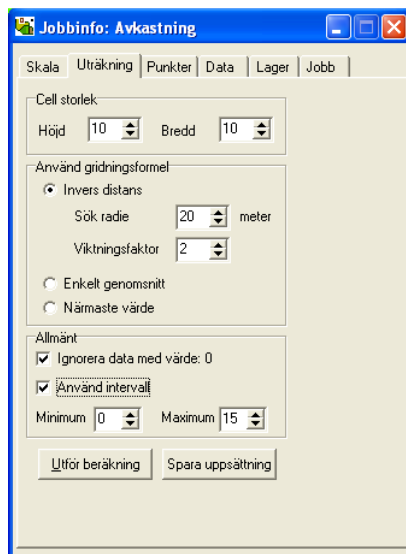 Jobbinfo: Avkastning
Skala Uträkning Punkter Data Lager Jobb
Cell storlek
Höjd 10 Bredd 10
Använd gridningsformel
Invers distans
Sök radie 20 meter
Viktningsfaktor 2
Enkelt genomsnitt
Närmaste värde
Allmänt
Ignorera data med värde: 0
Använd intervall
Minimum 0 Maximum 15
Utför beräkning Spara uppsättning